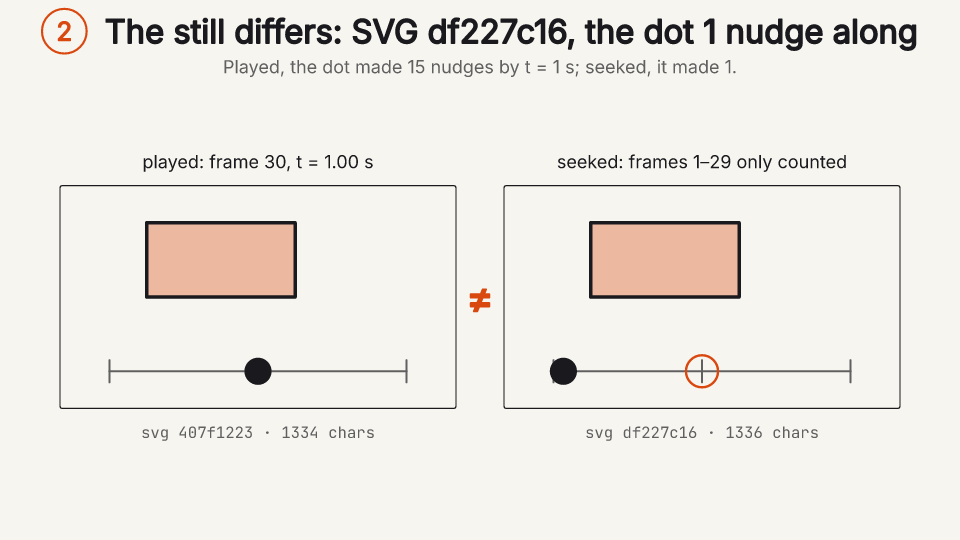 2 The still differs: SVG df227c16, the dot 1 nudge along
Played, the dot made 15 nudges by t = 1 s; seeked, it made 1.
played: frame 30, t = 1.00 s
seeked: frames 1–29 only counted
≠
svg 407f1223 · 1334 chars
svg df227c16 · 1336 chars